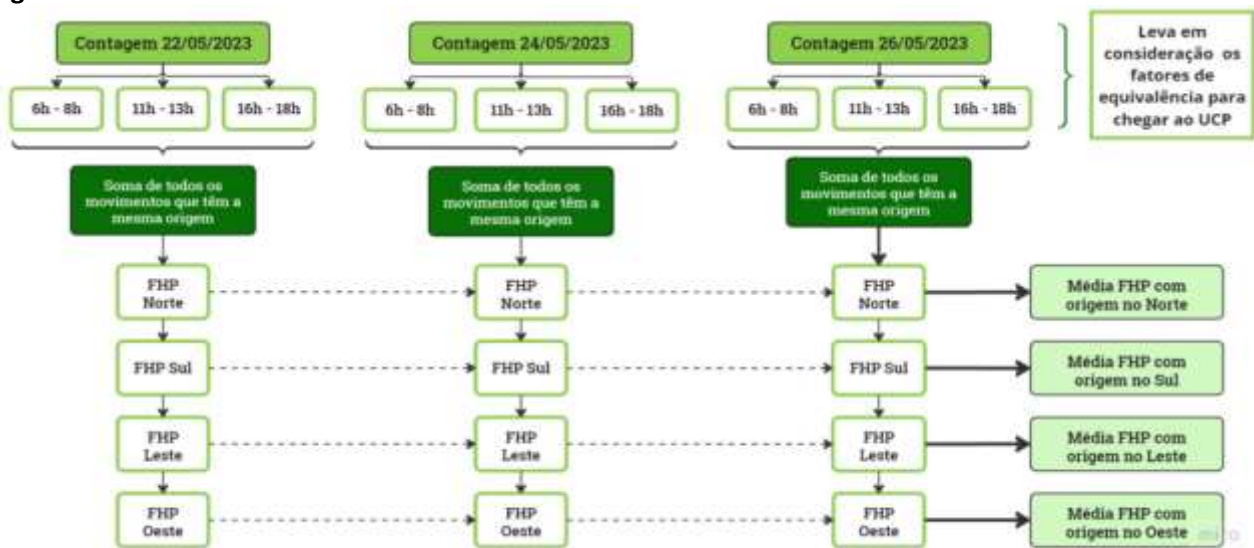 Contagem 22/05/2023
Contagem 24/05/2023
Contagem 26/05/2023
Leva em
consideração os
fatores de
equivalência para
chegar ao UCP
6h - 8h
11h - 13h
16h - 18h
6h - 8h
11h - 13h
16h - 18h
6h - 8h
11h - 13h
16h - 18h
Soma de todos os
movimentos que têm a
mesma origem
Soma de todos os
movimentos que têm a
mesma origem
Soma de todos os
movimentos que têm a
mesma origem
FHP
Norte
FHP
Norte
FHP
Norte
Média FHP com
origem no Norte
FHP Sul
FHP Sul
FHP Sul
Média FHP com
origem no Sul
FHP
Leste
FHP
Leste
FHP
Leste
Média FHP com
origem no Leste
FHP
Oeste
FHP
Oeste
FHP
Oeste
Média FHP com
origem no Oeste
miro